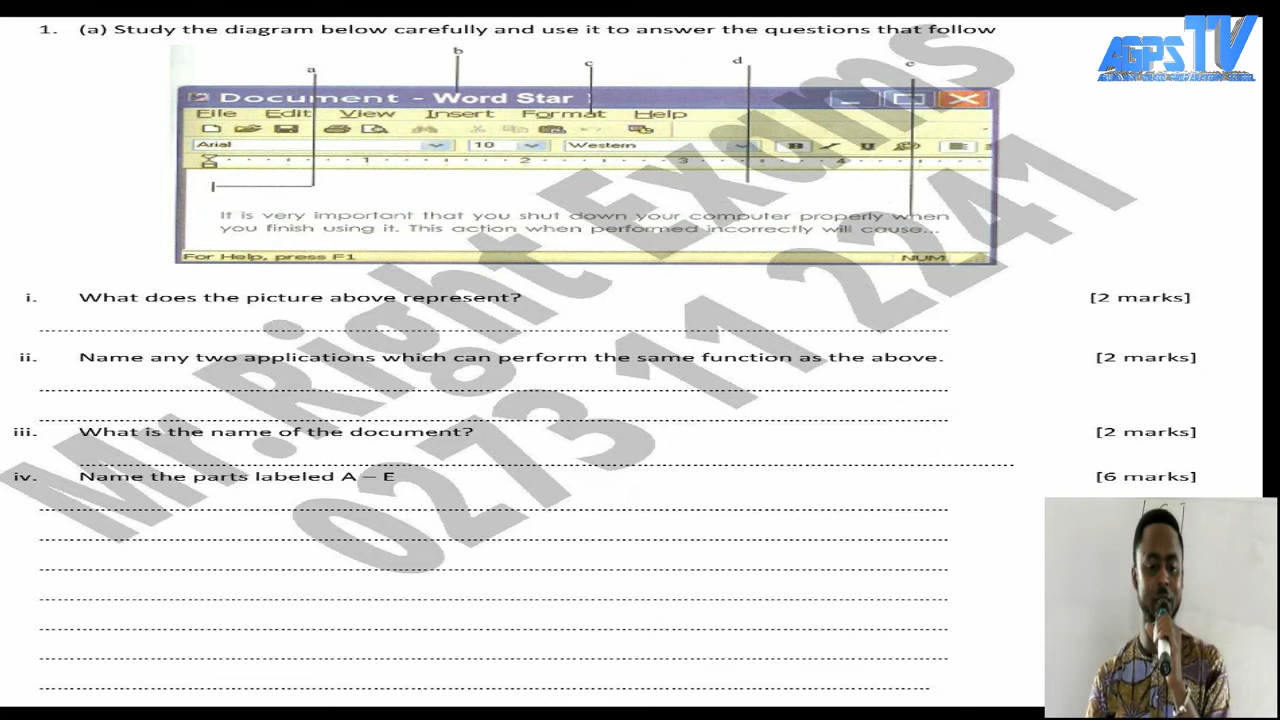 1. (a) Study the diagram below carefully and use it to answer the questions that follow
AGPS TV
a b c d e
Document - Word Star
File Edit View Insert Format Help
Arial 10 Western B U
1 2 3 4
It is very important that you shut down your computer properly when
you finish using it. This action when performed incorrectly will cause...
For Help, press F1 NUM
i. What does the picture above represent? [2 marks]
ii. Name any two applications which can perform the same function as the above. [2 marks]
iii. What is the name of the document? [2 marks]
iv. Name the parts labeled A – E [6 marks]
Mr.Right Exams
0273 11 2241